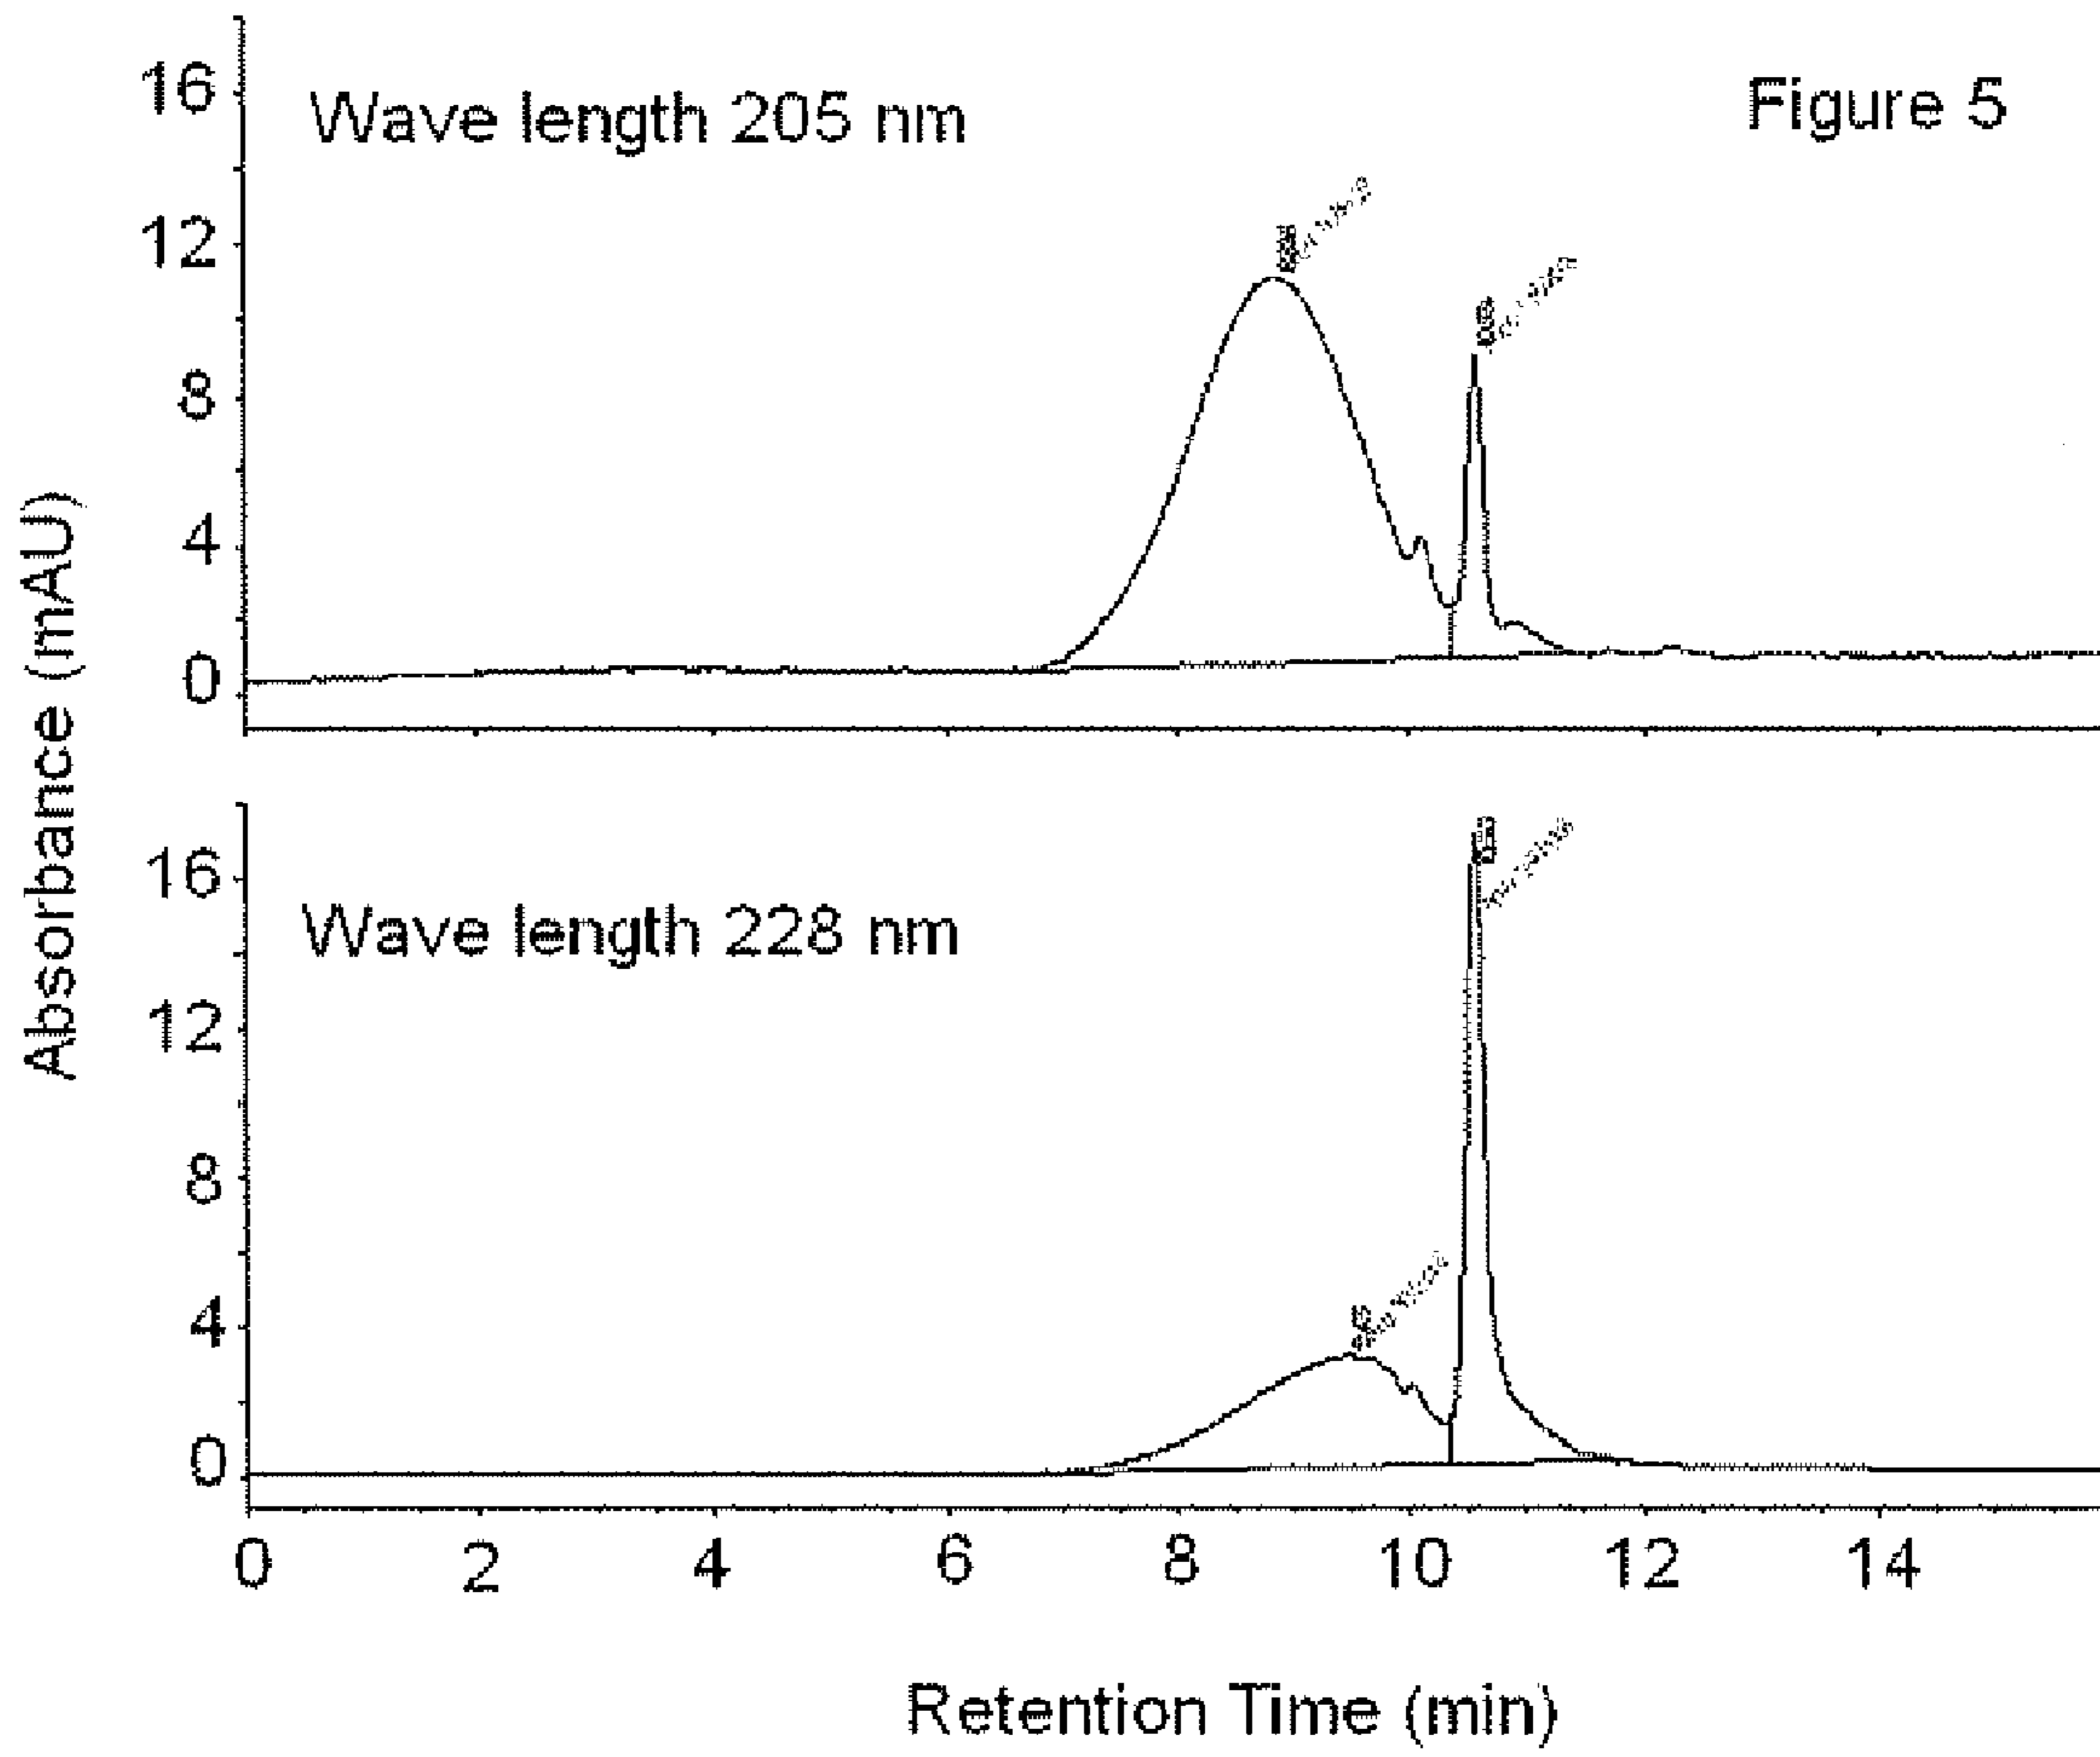 Figure 5
Wave length 205 nm
16
12
8
4
0
Absorbance (mAU)
Wave length 228 nm
16
12
8
4
0
0 2 4 6 8 10 12 14
Retention Time (min)